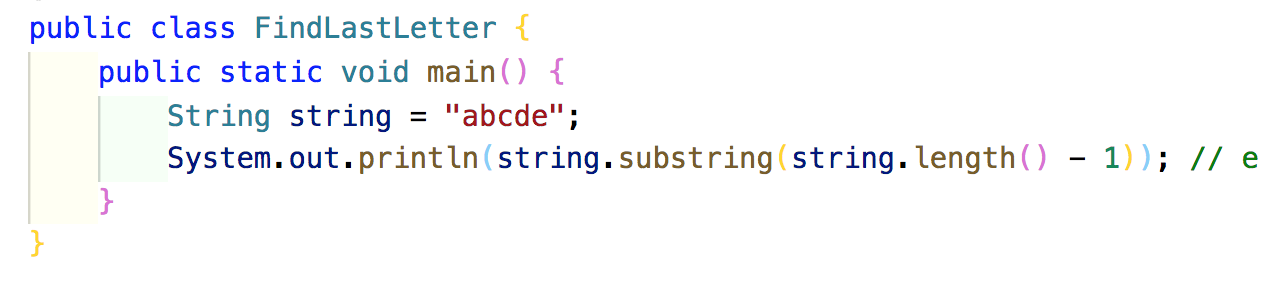 public class FindLastLetter {
    public static void main() {
        String string = "abcde";
        System.out.println(string.substring(string.length() - 1)); // e
    }
}